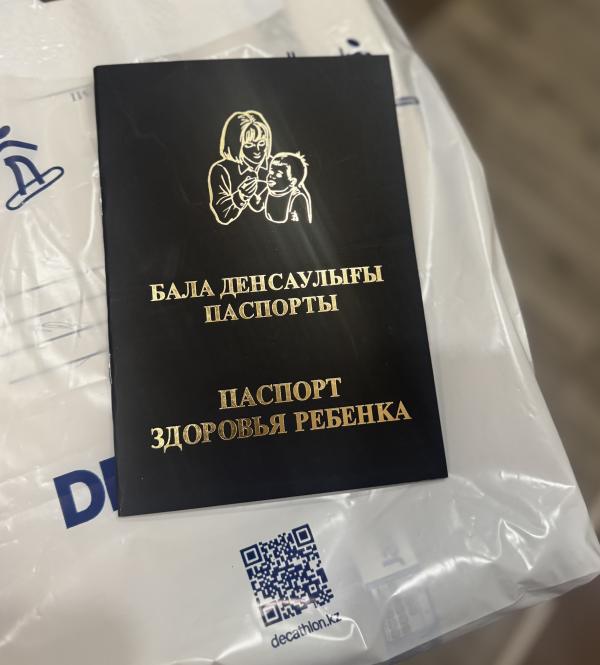 БАЛА ДЕНСАУЛЫҒЫ
ПАСПОРТЫ
ПАСПОРТ
ЗДОРОВЬЯ РЕБЕНКА
decathlon.kz